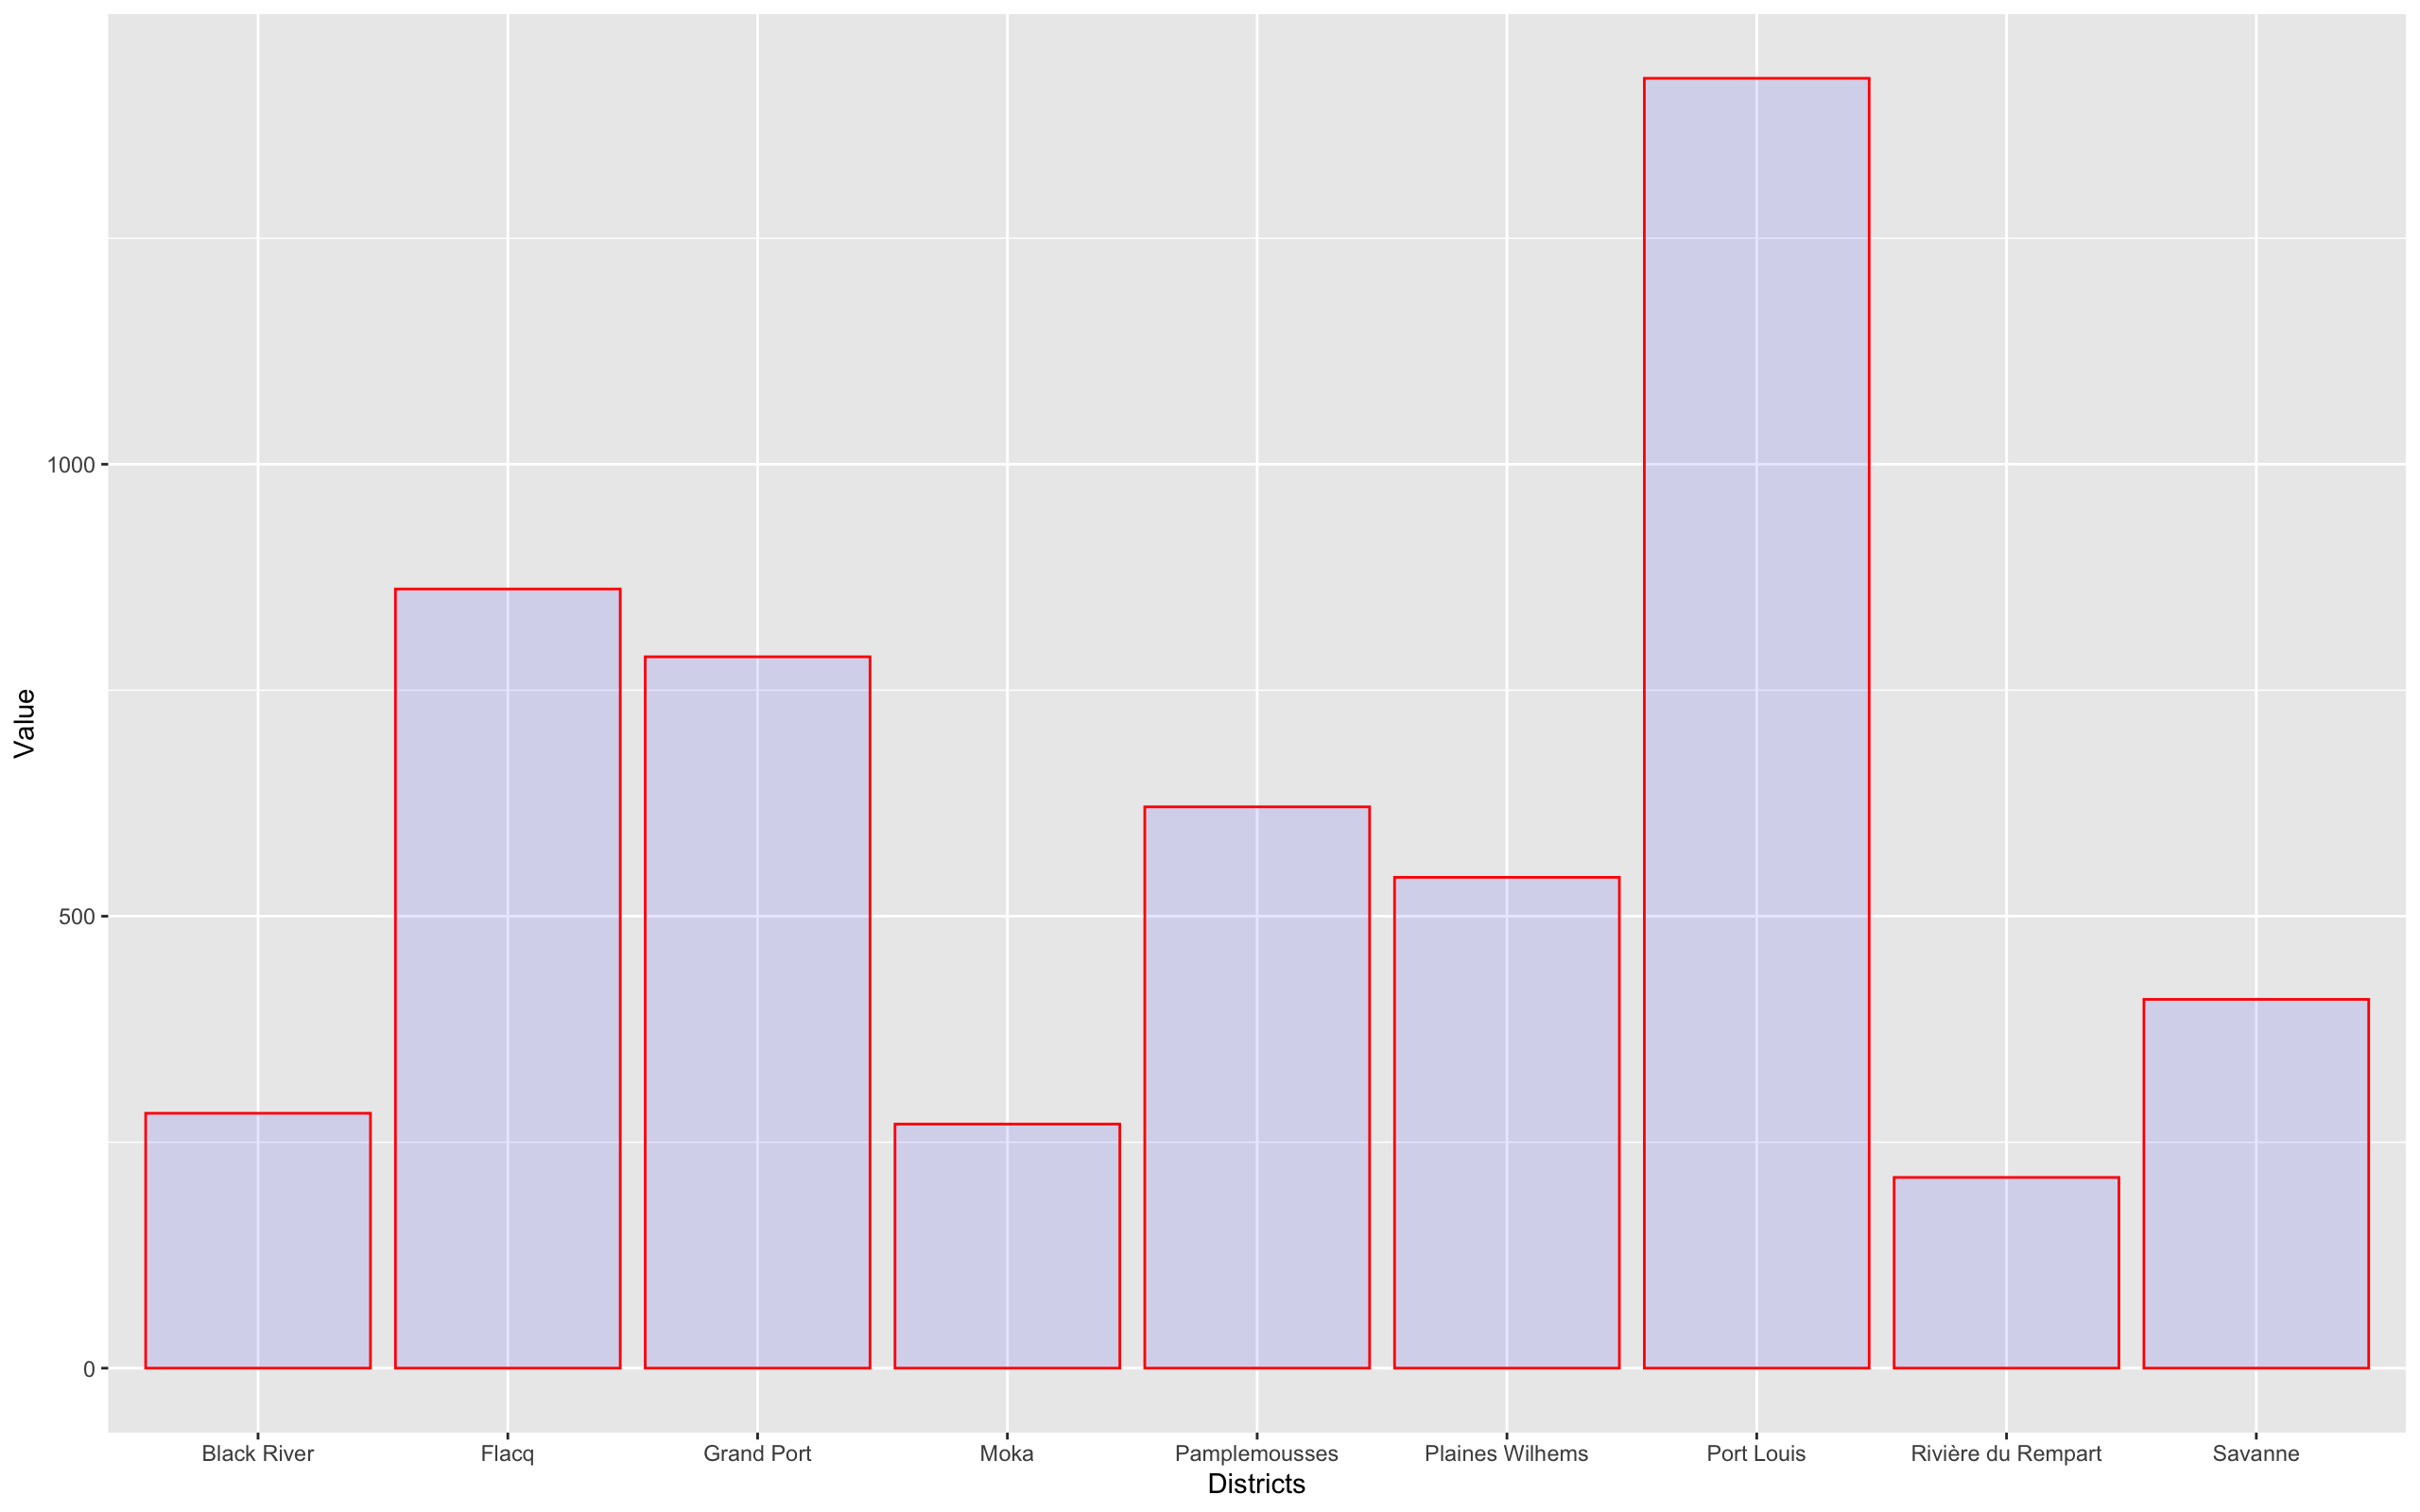 Value
1000
500
0
Black River Flacq Grand Port Moka Pamplemousses Plaines Wilhems Port Louis Rivière du Rempart Savanne
Districts